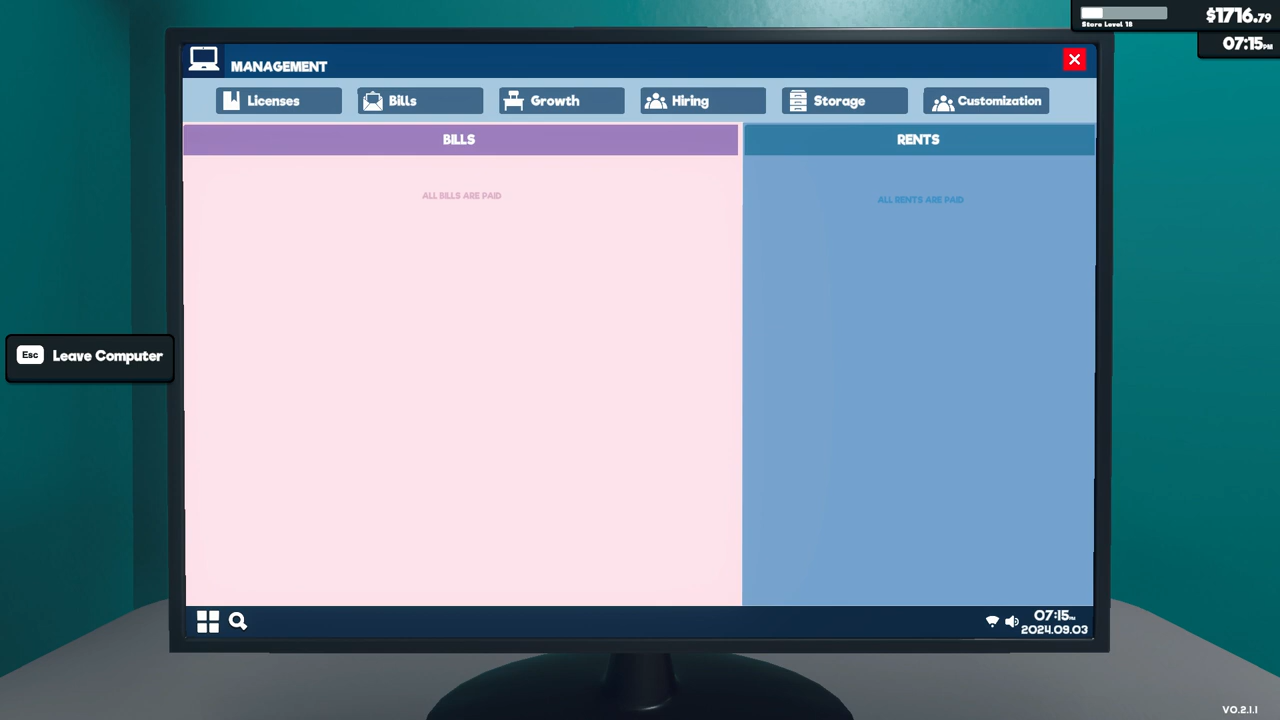 $1716.79
Store Level 18
07:15PM
MANAGEMENT
Licenses
Bills
Growth
Hiring
Storage
Customization
BILLS
RENTS
ALL BILLS ARE PAID
ALL RENTS ARE PAID
Esc Leave Computer
07:15PM
2024.09.03
V0.2.1.1